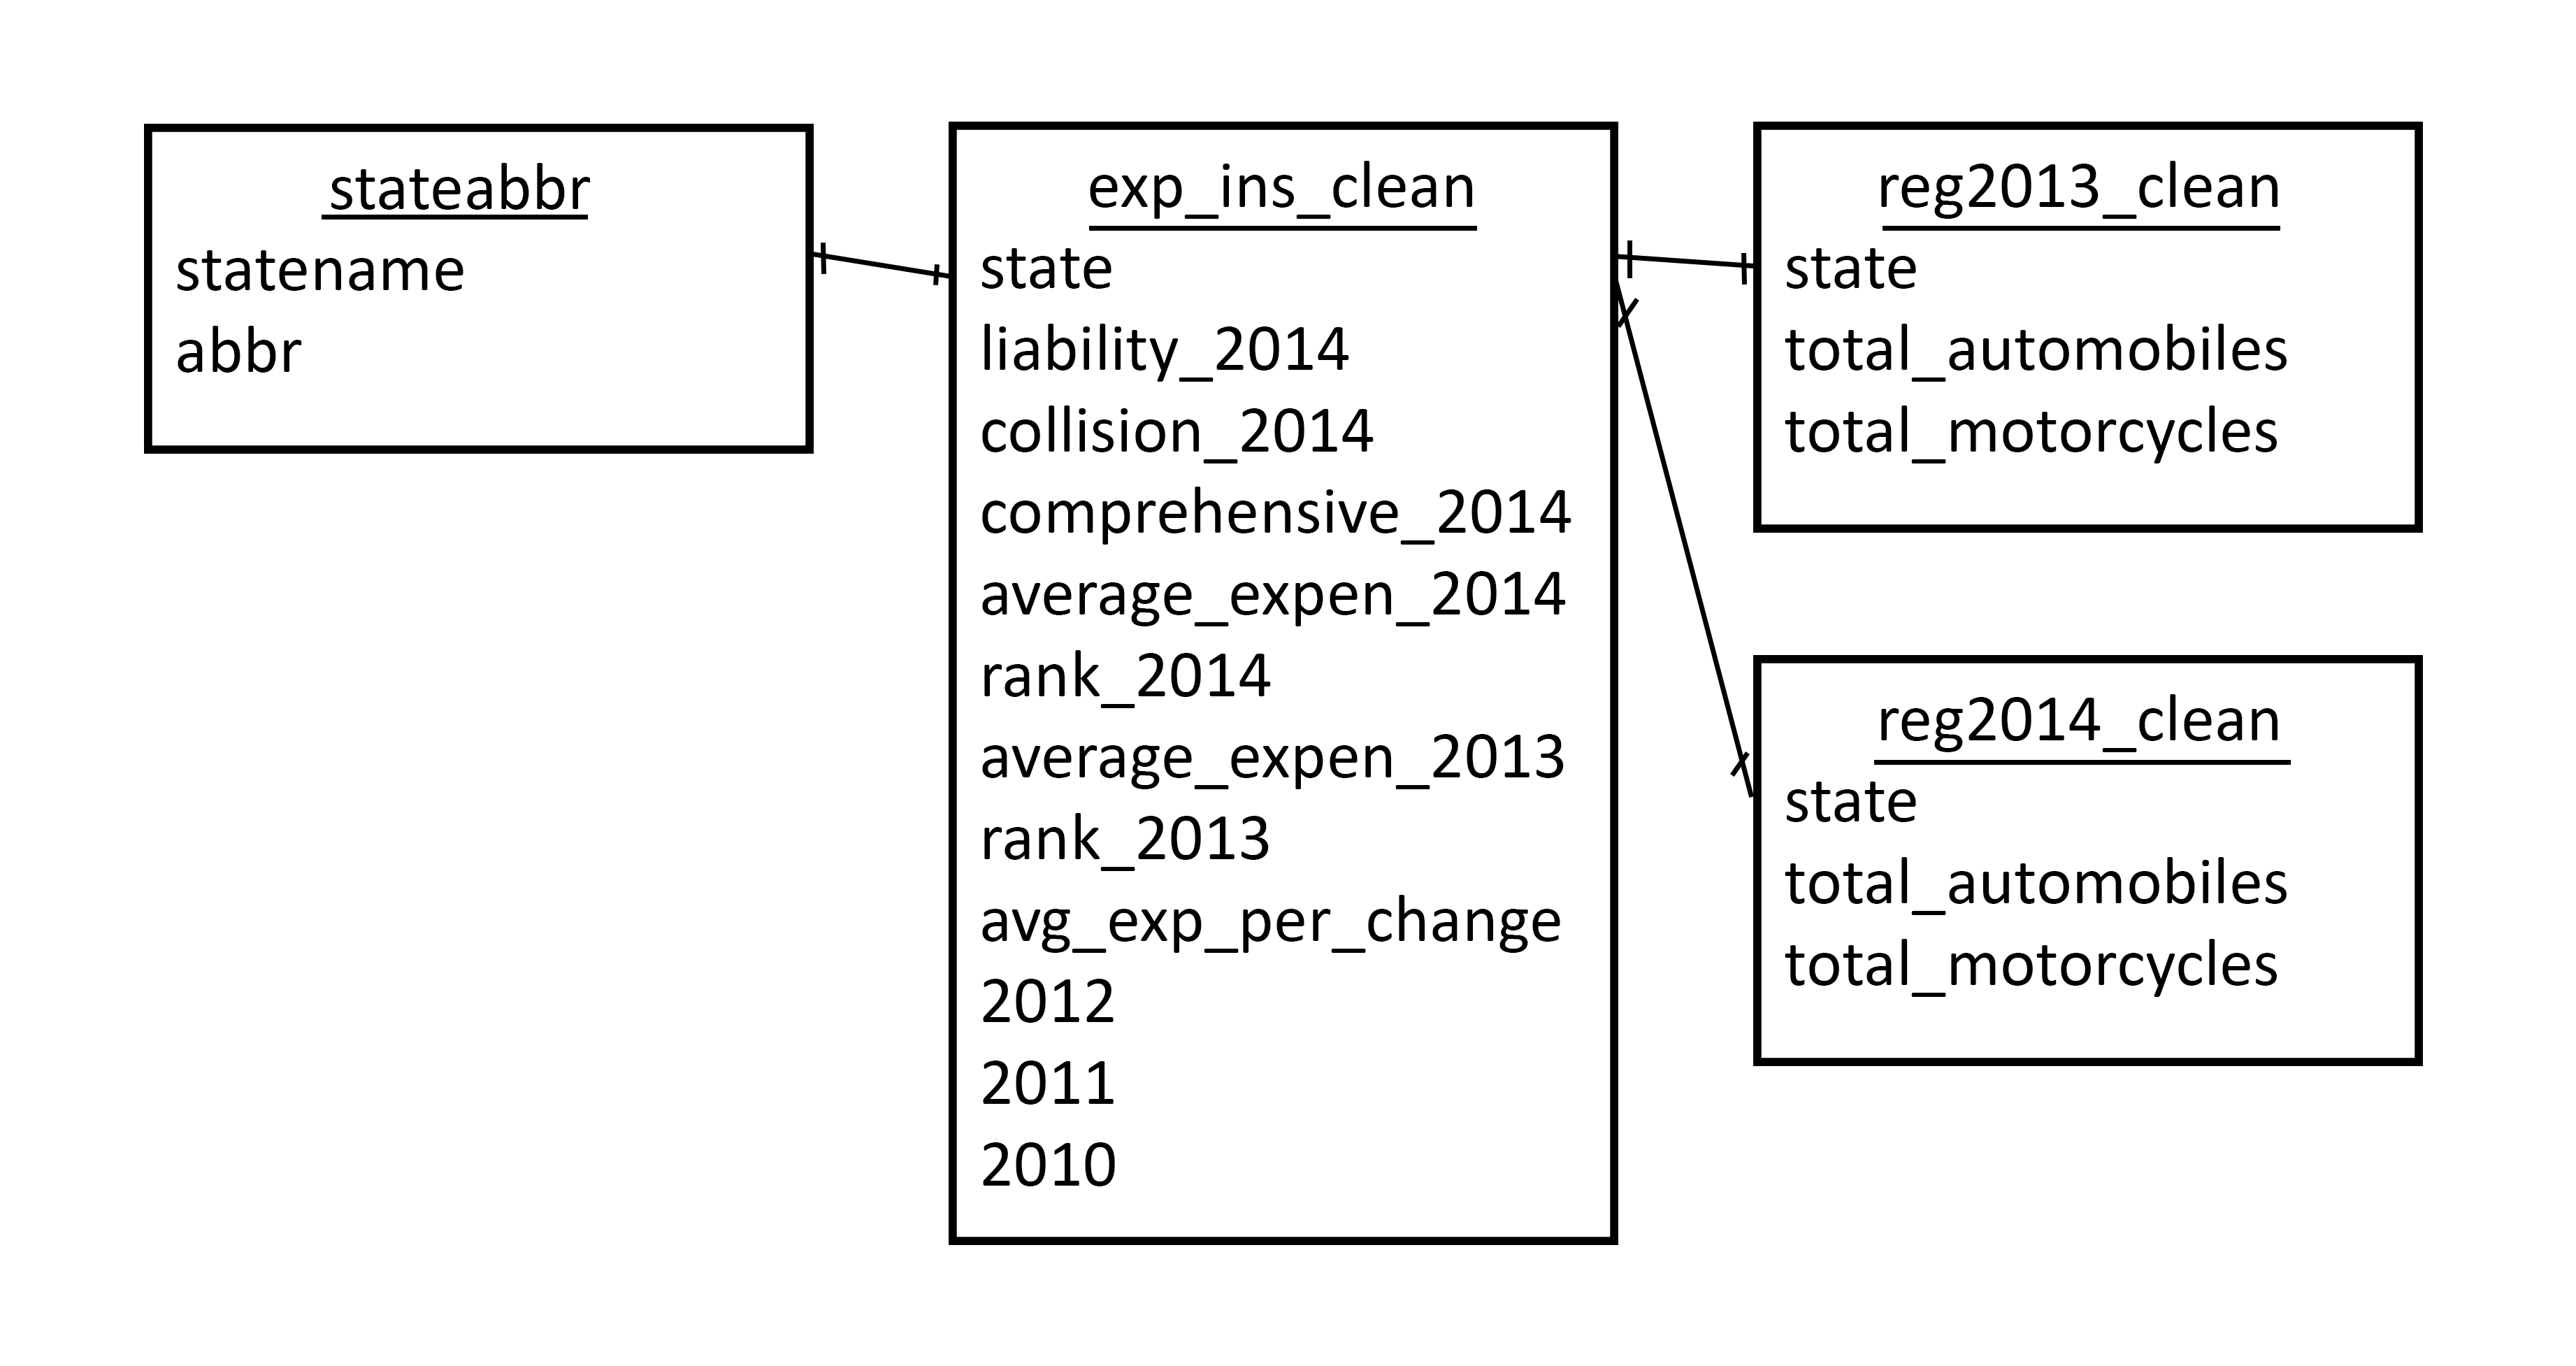 stateabbr
statename
abbr
exp_ins_clean
state
liability_2014
collision_2014
comprehensive_2014
average_expen_2014
rank_2014
average_expen_2013
rank_2013
avg_exp_per_change
2012
2011
2010
reg2013_clean
state
total_automobiles
total_motorcycles
reg2014_clean
state
total_automobiles
total_motorcycles